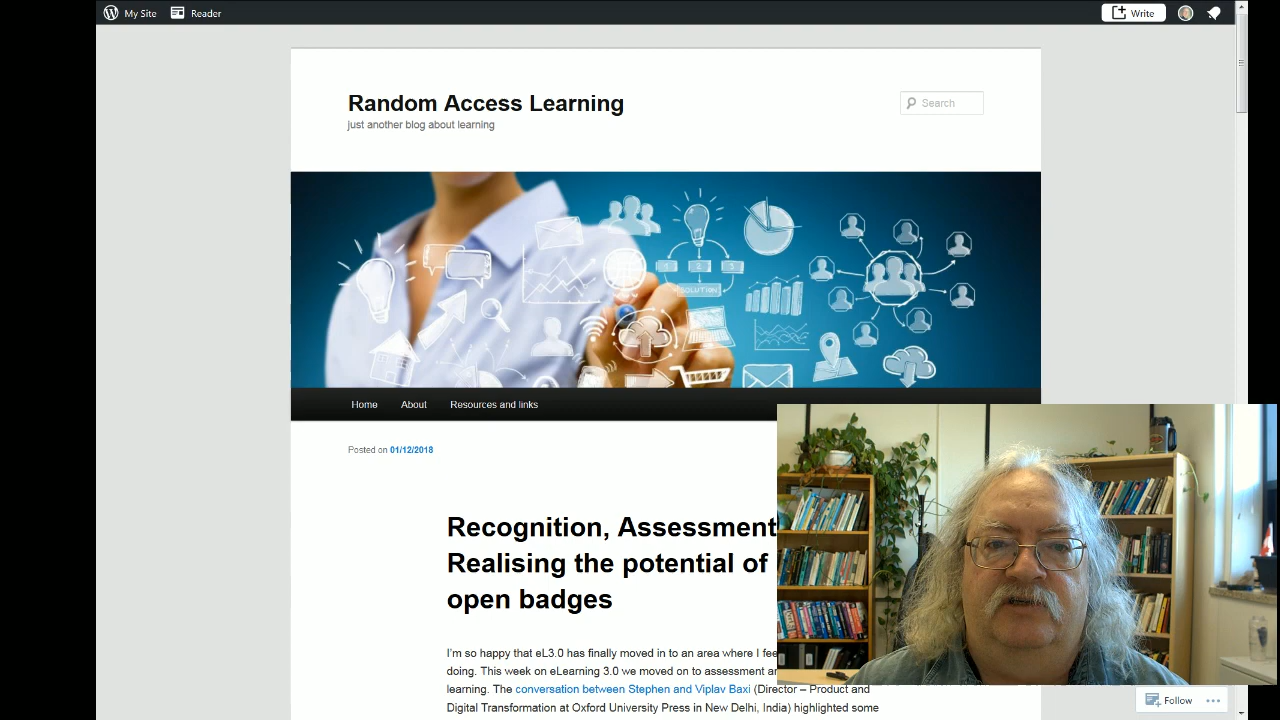 My Site
Reader
Write
Random Access Learning
just another blog about learning
Search
1 2 3
SOLUTION
Home
About
Resources and links
Posted on 01/12/2018
Recognition, Assessment
Realising the potential of
open badges
I'm so happy that eL3.0 has finally moved in to an area where I fee
doing. This week on eLearning 3.0 we moved on to assessment
learning. The conversation between Stephen and Viplav Baxi (Director – Product and
Digital Transformation at Oxford University Press in New Delhi, India) highlighted some
Follow